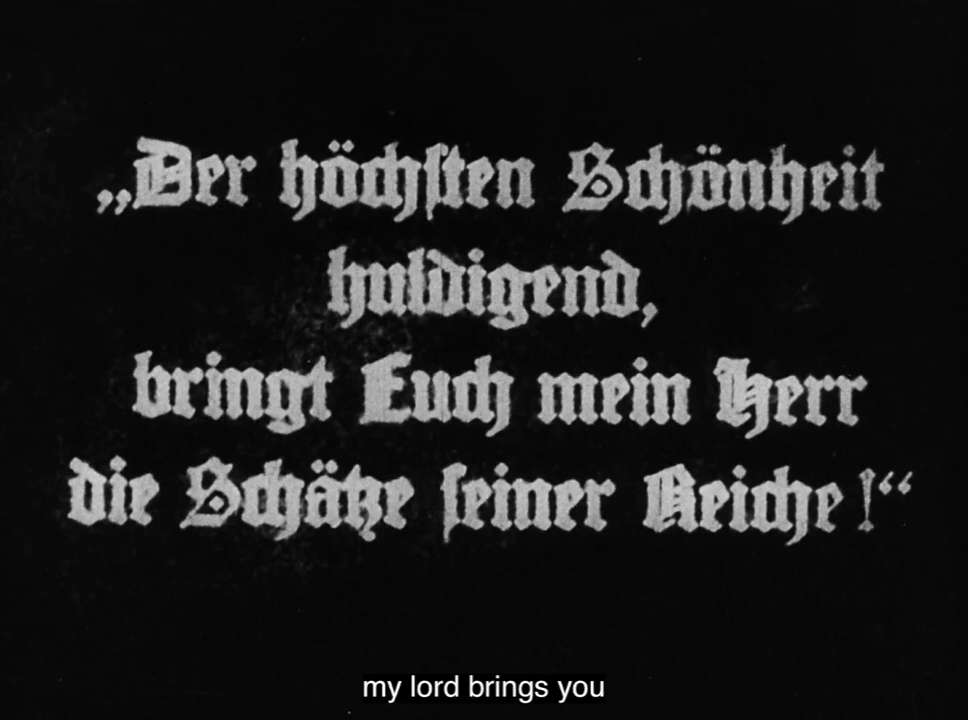 „Der höchſten Schönheit
huldigend,
bringt Euch mein Herr
die Schätze ſeiner Reiche!“
my lord brings you